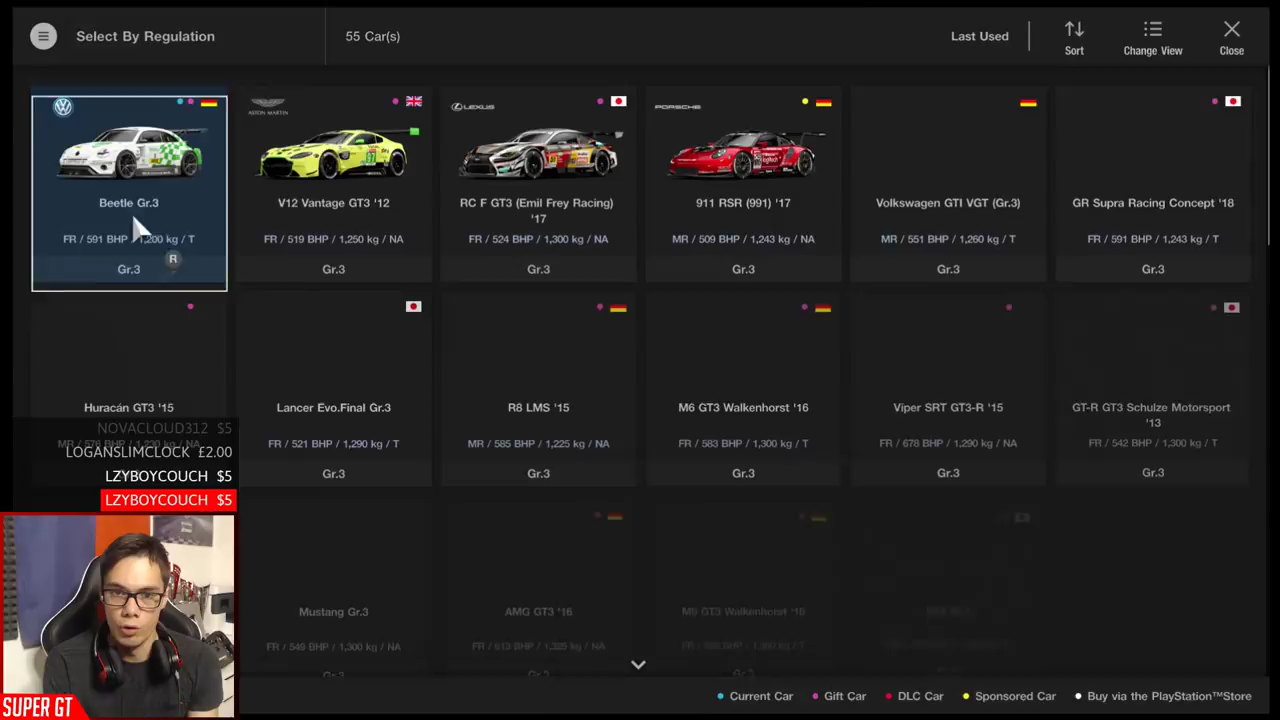 Select By Regulation
55 Car(s)
Last Used
Sort
Change View
Close
ASTON MARTIN
LEXUS
PORSCHE
Beetle Gr.3
V12 Vantage GT3 '12
RC F GT3 (Emil Frey Racing) '17
911 RSR (991) '17
Volkswagen GTI VGT (Gr.3)
GR Supra Racing Concept '18
FR / 591 BHP / 1,200 kg / T
FR / 519 BHP / 1,250 kg / NA
FR / 524 BHP / 1,300 kg / NA
MR / 509 BHP / 1,243 kg / NA
MR / 551 BHP / 1,260 kg / T
FR / 591 BHP / 1,243 kg / T
R
Gr.3
Gr.3
Gr.3
Gr.3
Gr.3
Gr.3
Huracán GT3 '15
Lancer Evo.Final Gr.3
R8 LMS '15
M6 GT3 Walkenhorst '16
Viper SRT GT3-R '15
GT-R GT3 Schulze Motorsport '13
FR / 521 BHP / 1,290 kg / T
MR / 585 BHP / 1,225 kg / NA
FR / 583 BHP / 1,300 kg / T
FR / 678 BHP / 1,290 kg / NA
FR / 542 BHP / 1,300 kg / T
Gr.3
Gr.3
Gr.3
Gr.3
Gr.3
NOVACLOUD312 $5
LOGANSLIMCLOCK £2.00
LZYBOYCOUCH $5
LZYBOYCOUCH $5
Mustang Gr.3
AMG GT3 '16
M6 GT3 Walkenhorst '16
FR / 549 BHP / 1,300 kg / NA
SUPER GT
Current Car
Gift Car
DLC Car
Sponsored Car
Buy via the PlayStation™Store